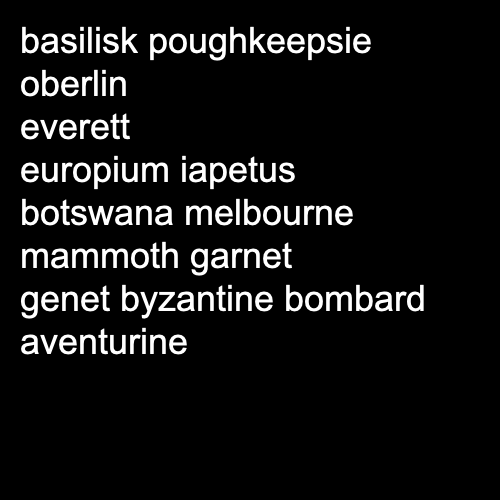 basilisk poughkeepsie
oberlin
everett
europium iapetus
botswana melbourne
mammoth garnet
genet byzantine bombard
aventurine